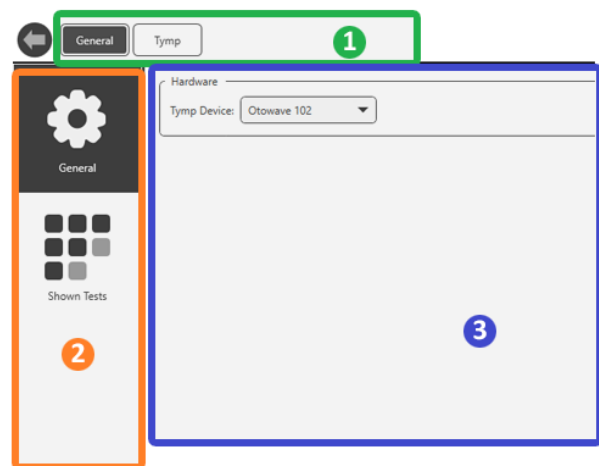 General Tymp 1
Hardware
Tymp Device: Otowave 102
General
Shown Tests
2
3